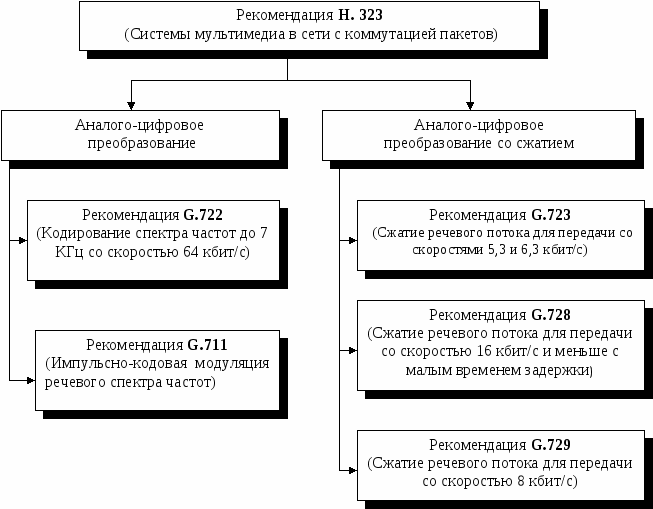 Рекомендация H. 323
(Системы мультимедиа в сети с коммутацией пакетов)
Аналого-цифровое
преобразование
Аналого-цифровое
преобразование со сжатием
Рекомендация G.722
(Кодирование спектра частот до 7
КГц со скоростью 64 кбит/с)
Рекомендация G.711
(Импульсно-кодовая модуляция
речевого спектра частот)
Рекомендация G.723
(Сжатие речевого потока для передачи со
скоростями 5,3 и 6,3 кбит/с)
Рекомендация G.728
(Сжатие речевого потока для передачи
со скоростью 16 кбит/с и меньше с
малым временем задержки)
Рекомендация G.729
(Сжатие речевого потока для передачи
со скоростью 8 кбит/с)